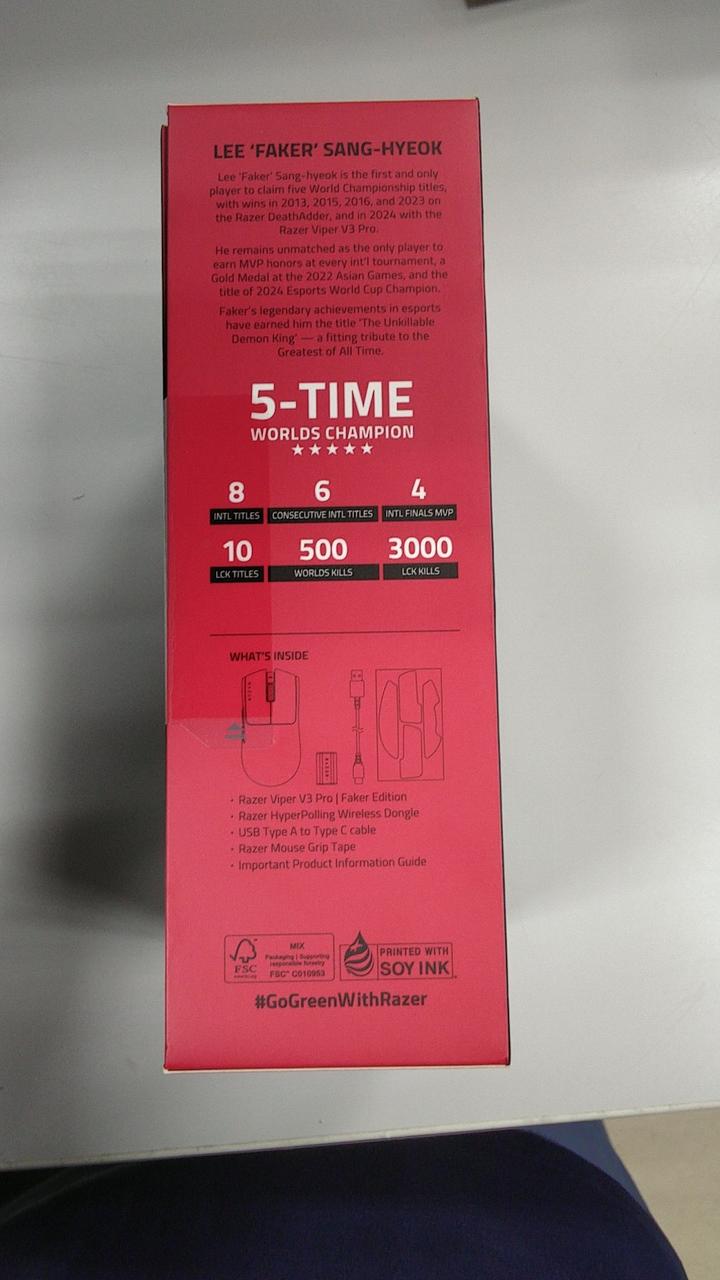 LEE ‘FAKER’ SANG-HYEOK
Lee ‘Faker’ Sang-hyeok is the first and only
player to claim five World Championship titles,
with wins in 2013, 2015, 2016, and 2023 on
the Razer DeathAdder, and in 2024 with the
Razer Viper V3 Pro.
He remains unmatched as the only player to
earn MVP honors at every int'l tournament, a
Gold Medal at the 2022 Asian Games, and the
title of 2024 Esports World Cup Champion.
Faker's legendary achievements in esports
have earned him the title 'The Unkillable
Demon King' — a fitting tribute to the
Greatest of All Time.
5-TIME
WORLDS CHAMPION
8 6 4
INTL TITLES CONSECUTIVE INTL TITLES INTL FINALS MVP
10 500 3000
LCK TITLES WORLDS KILLS LCK KILLS
WHAT'S INSIDE
• Razer Viper V3 Pro | Faker Edition
• Razer HyperPolling Wireless Dongle
• USB Type A to Type C cable
• Razer Mouse Grip Tape
• Important Product Information Guide
FSC
MIX
Packaging | Supporting
responsible forestry
FSC™ C010953
PRINTED WITH
SOY INK
#GoGreenWithRazer